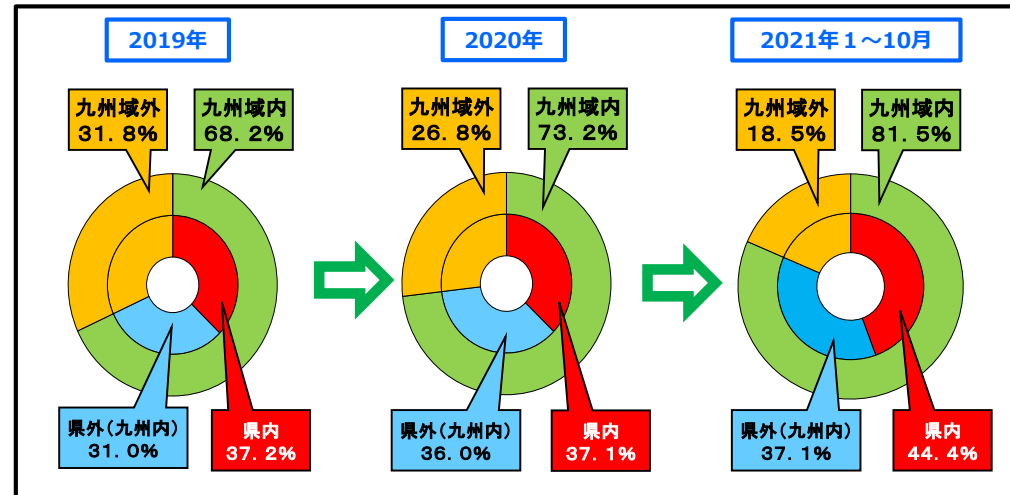 2019年
2020年
2021年１～10月
九州域外
31．8%
九州域内
68．2%
九州域外
26．8%
九州域内
73．2%
九州域外
18．5%
九州域内
81．5%
県外（九州内）
31．0%
県内
37．2%
県外（九州内）
36．0%
県内
37．1%
県外（九州内）
37．1%
県内
44．4%